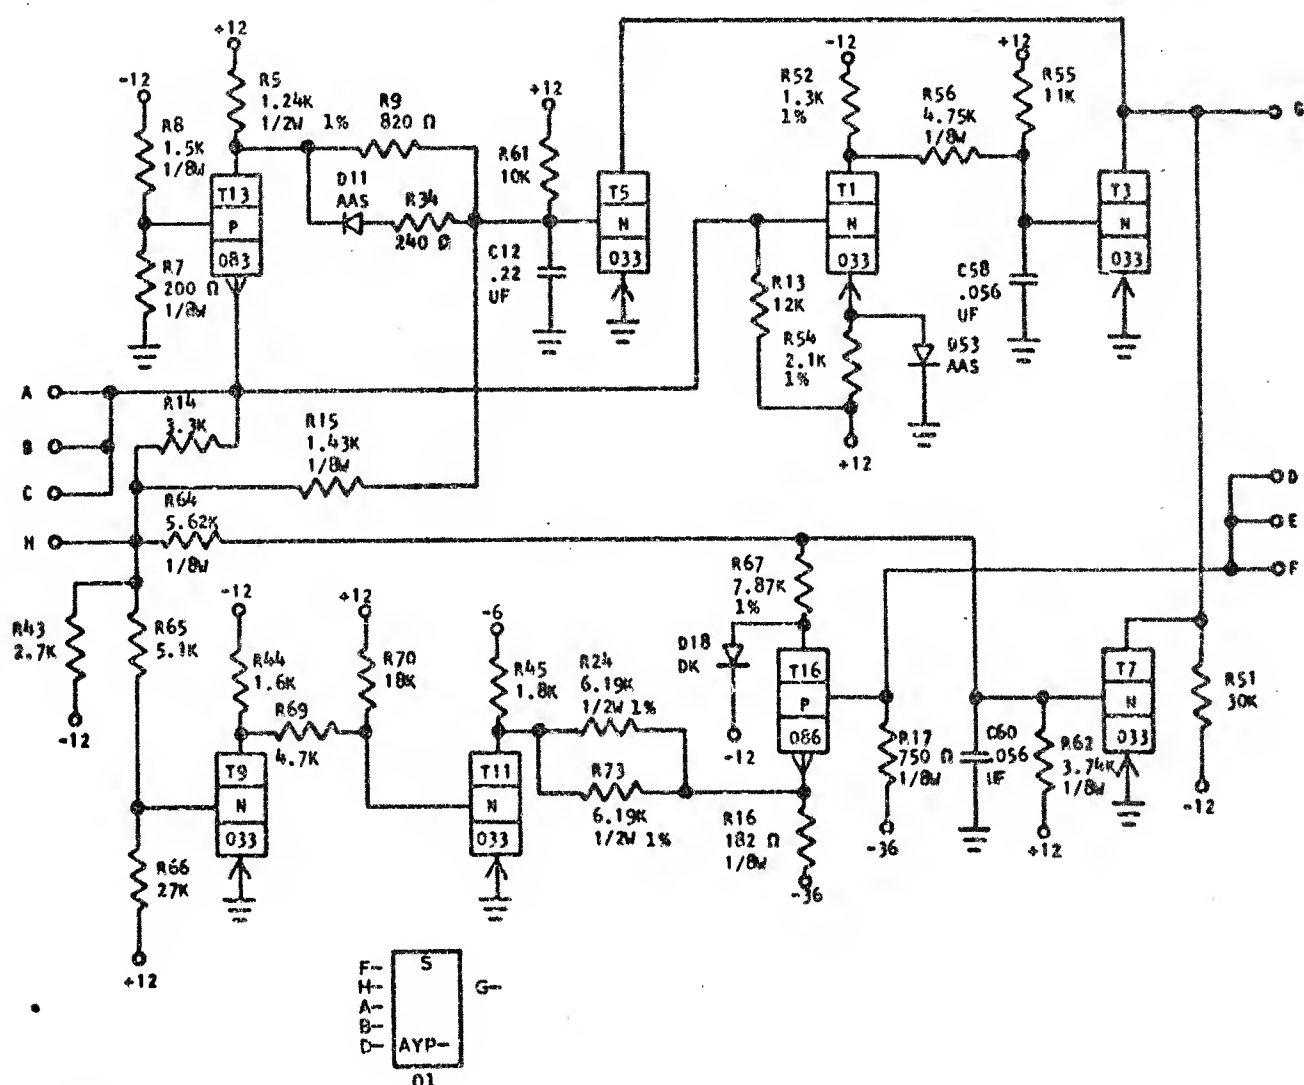 +12
-12
+12
-12
R5
1.24K
1/2W 1%
R9
820 Ω
+12
R8
1.5K
1/8W
R61
10K
R52
1.3K
1%
R56
4.75K
1/8W
R55
11K
T13
P
083
D11
AAS
R34
240 Ω
T5
N
033
T1
N
033
T3
N
033
G
R7
200 Ω
1/8W
C12
.22
UF
R13
12K
C58
.056
UF
R54
2.1K
1%
D53
AAS
+12
A
B
C
H
R14
3.3K
R15
1.43K
1/8W
R64
5.62K
1/8W
D
E
F
R67
7.87K
1%
-12
+12
-6
R43
2.7K
-12
R65
5.1K
R44
1.6K
R70
18K
R45
1.8K
R24
6.19K
1/2W 1%
D18
DK
-12
T16
P
086
T7
N
033
R51
30K
-12
R69
4.7K
T9
N
033
T11
N
033
R73
6.19K
1/2W 1%
R16
182 Ω
1/8W
-36
R17
750 Ω
1/8W
-36
C60
.056
UF
R62
3.74K
1/8W
+12
R66
27K
+12
F-
H-
A-
B-
D-
S
AYP-
G-
01